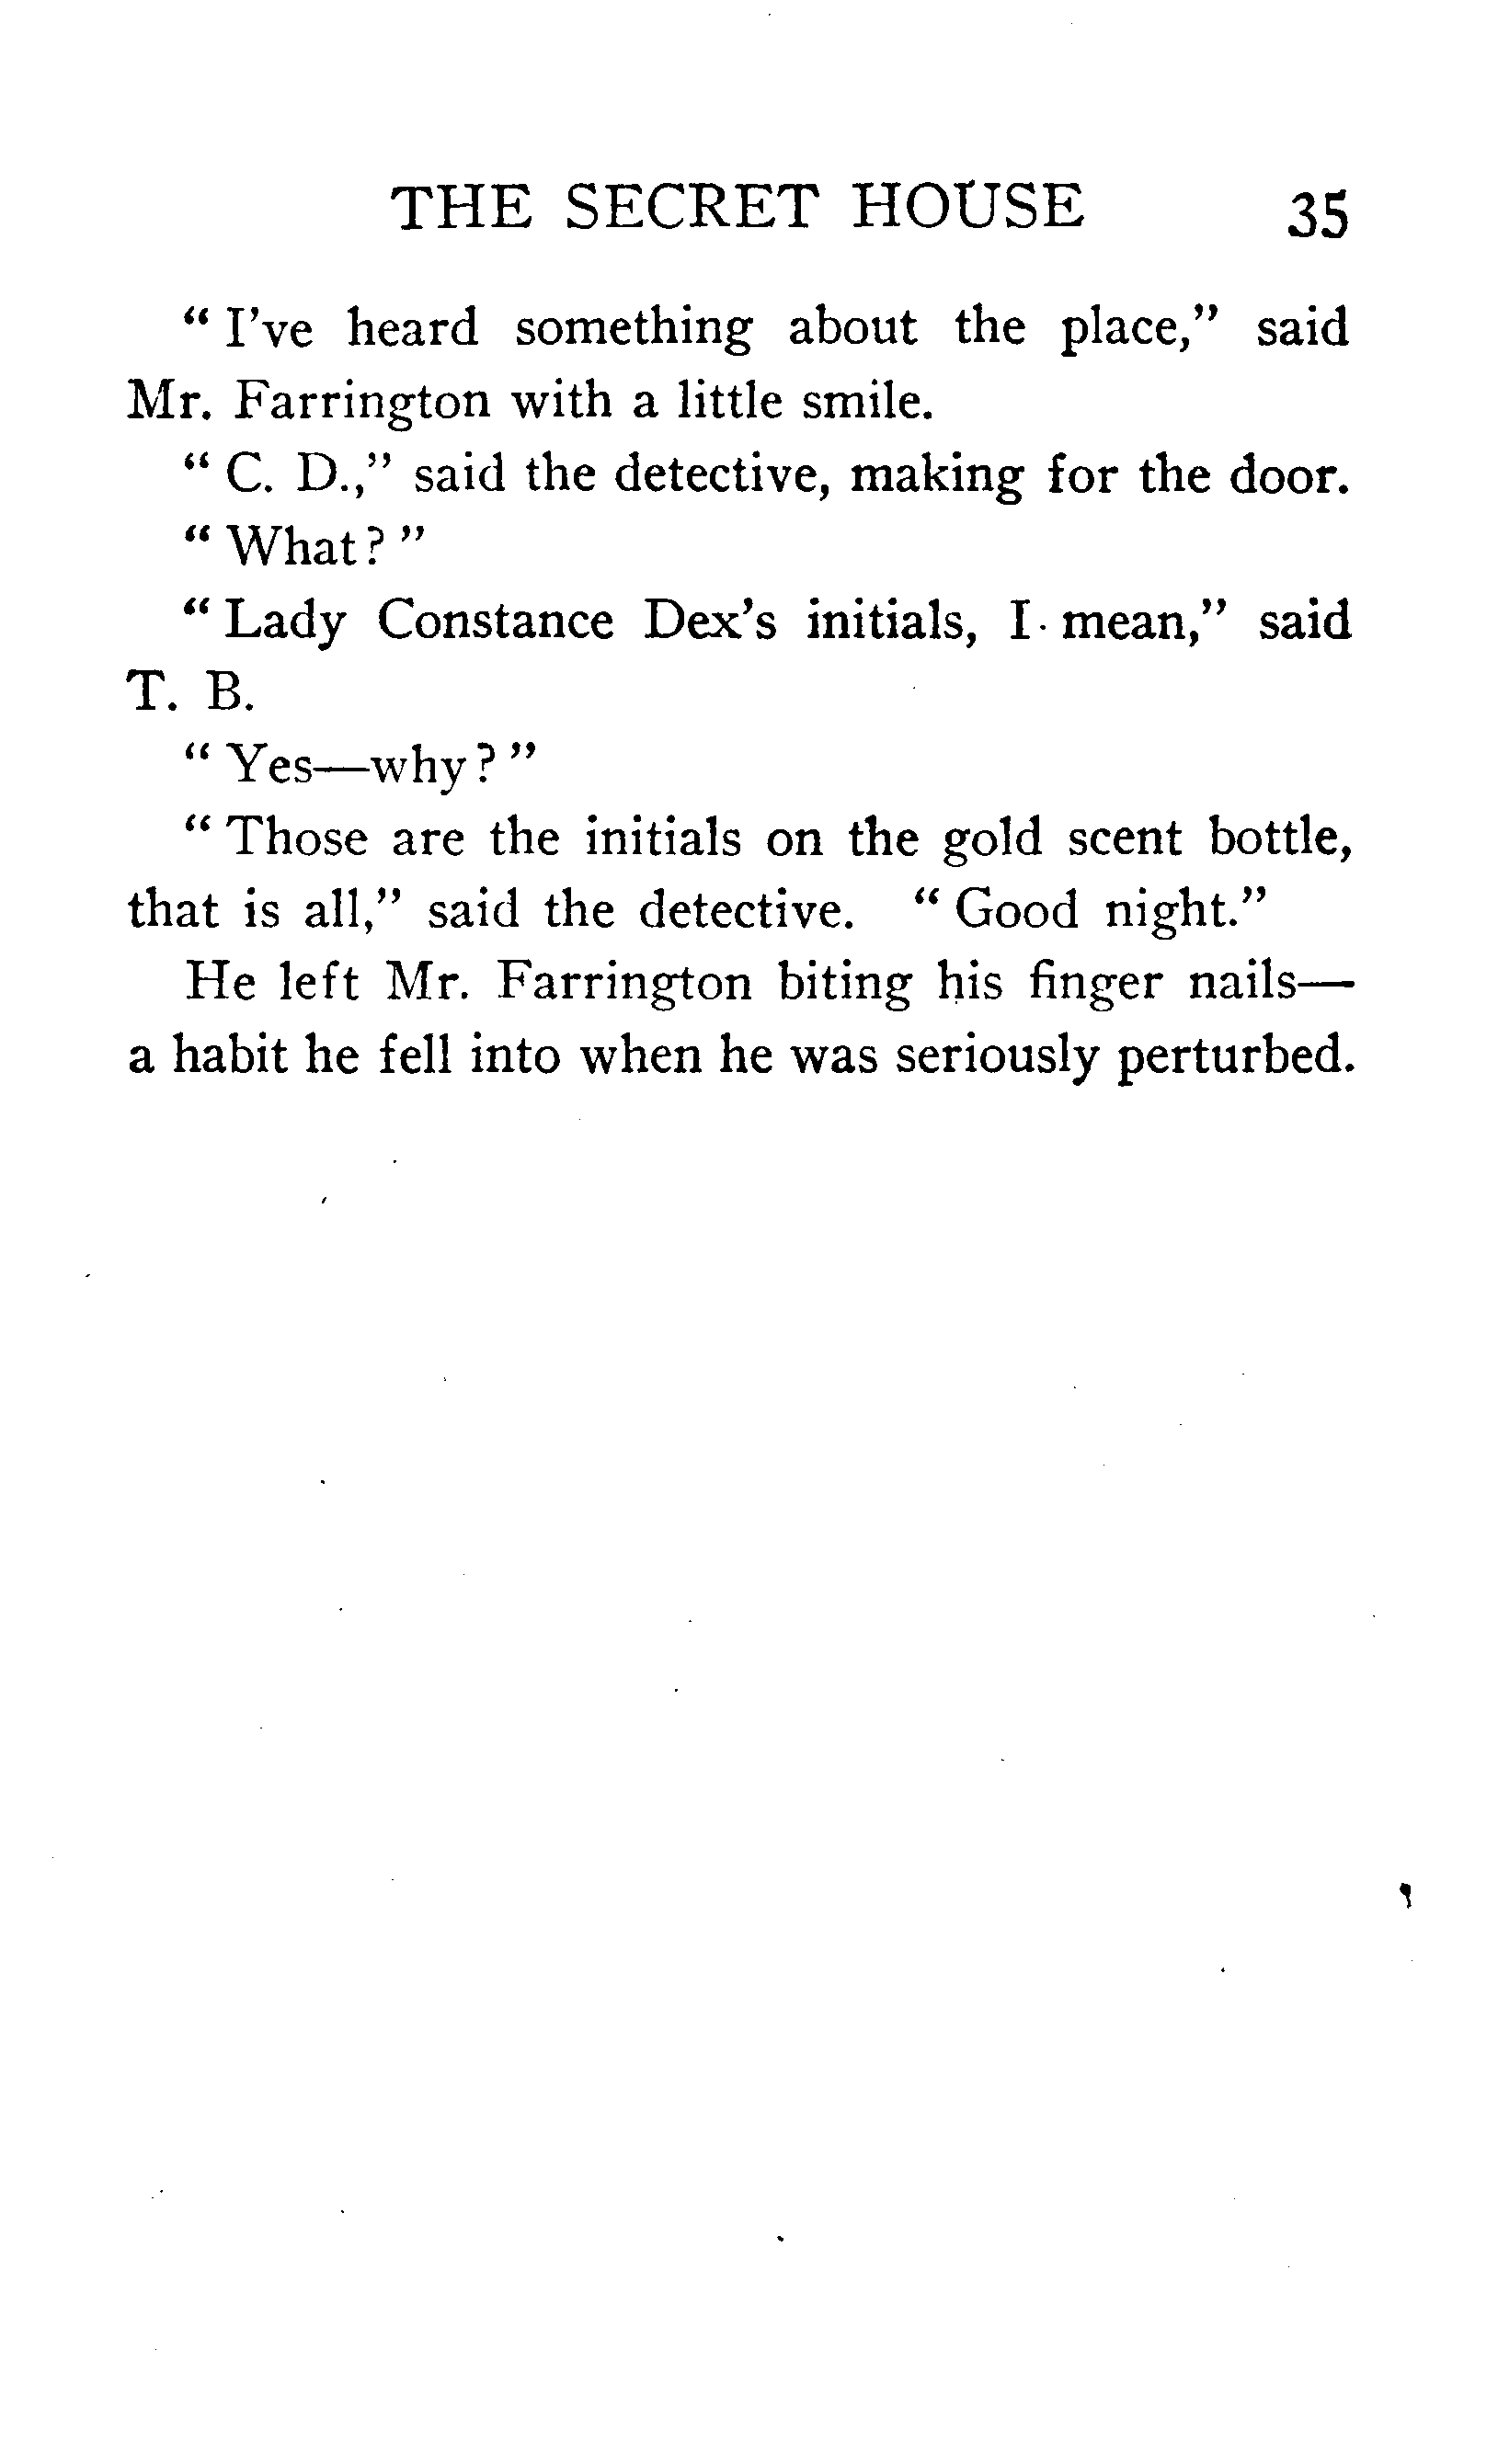 THE SECRET HOUSE 35
“ I've heard something about the place,” said
Mr. Farrington with a little smile.
“ C. D.,” said the detective, making for the door.
“ What ? ”
“ Lady Constance Dex's initials, I mean,” said
T. B.
“ Yes—why ? ”
“ Those are the initials on the gold scent bottle,
that is all,” said the detective. “ Good night.”
He left Mr. Farrington biting his finger nails—
a habit he fell into when he was seriously perturbed.